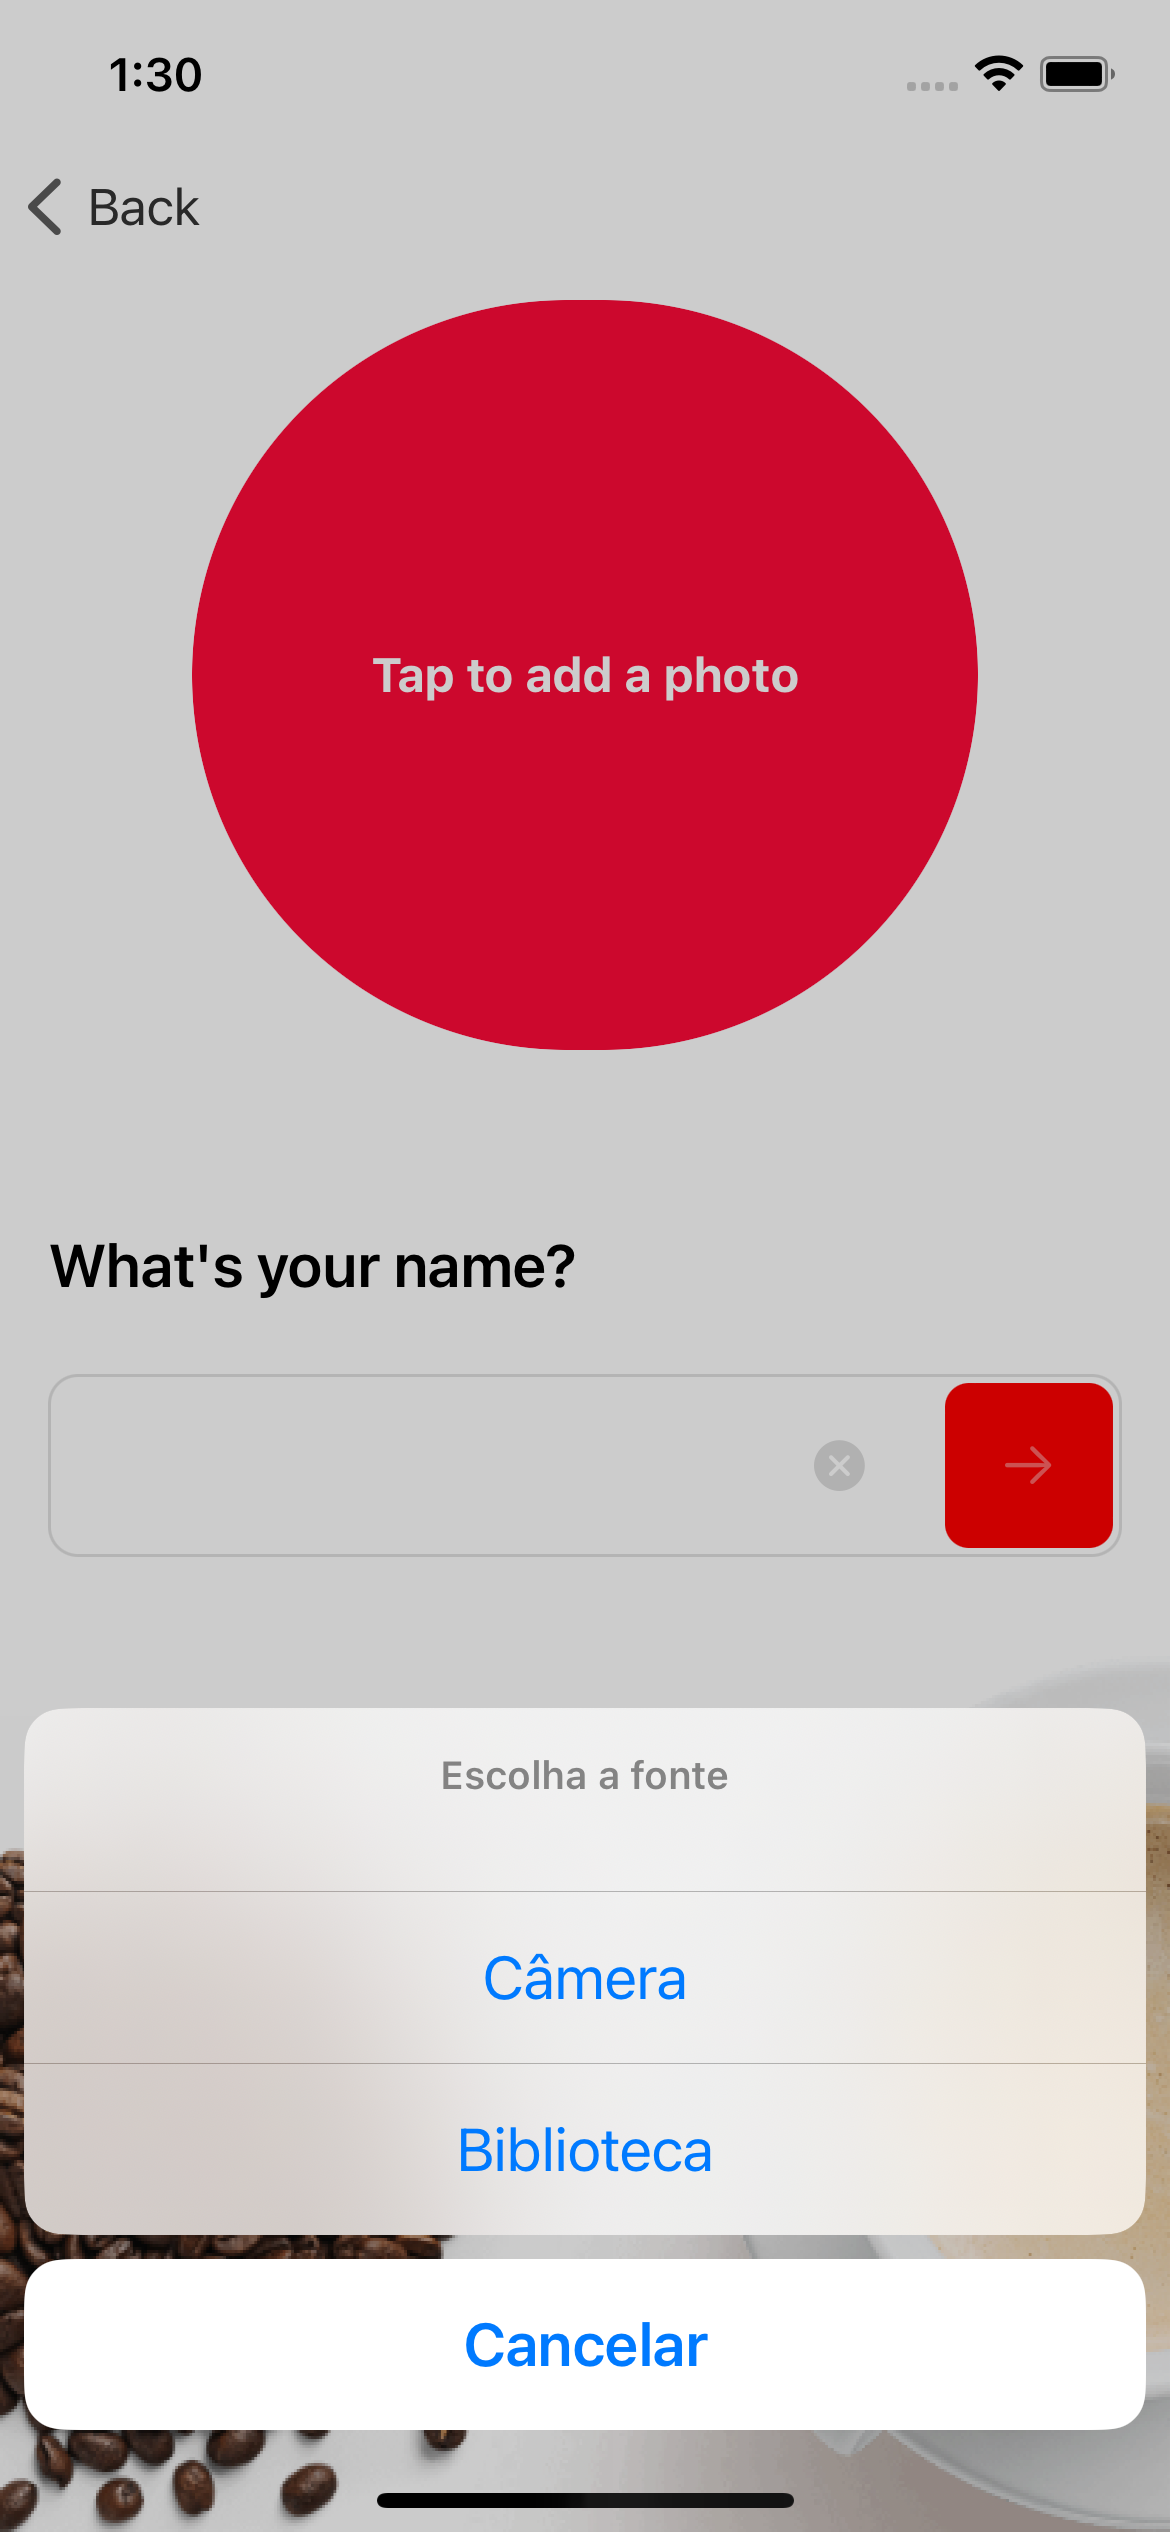 1:30
Back
Tap to add a photo
What's your name?
Escolha a fonte
Câmera
Biblioteca
Cancelar